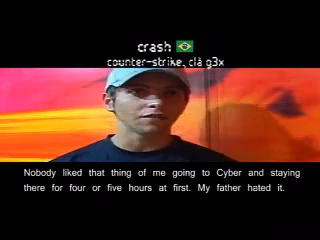 crash
counter-strike, clã g3x
Nobody liked that thing of me going to Cyber and staying
there for four or five hours at first. My father hated it.